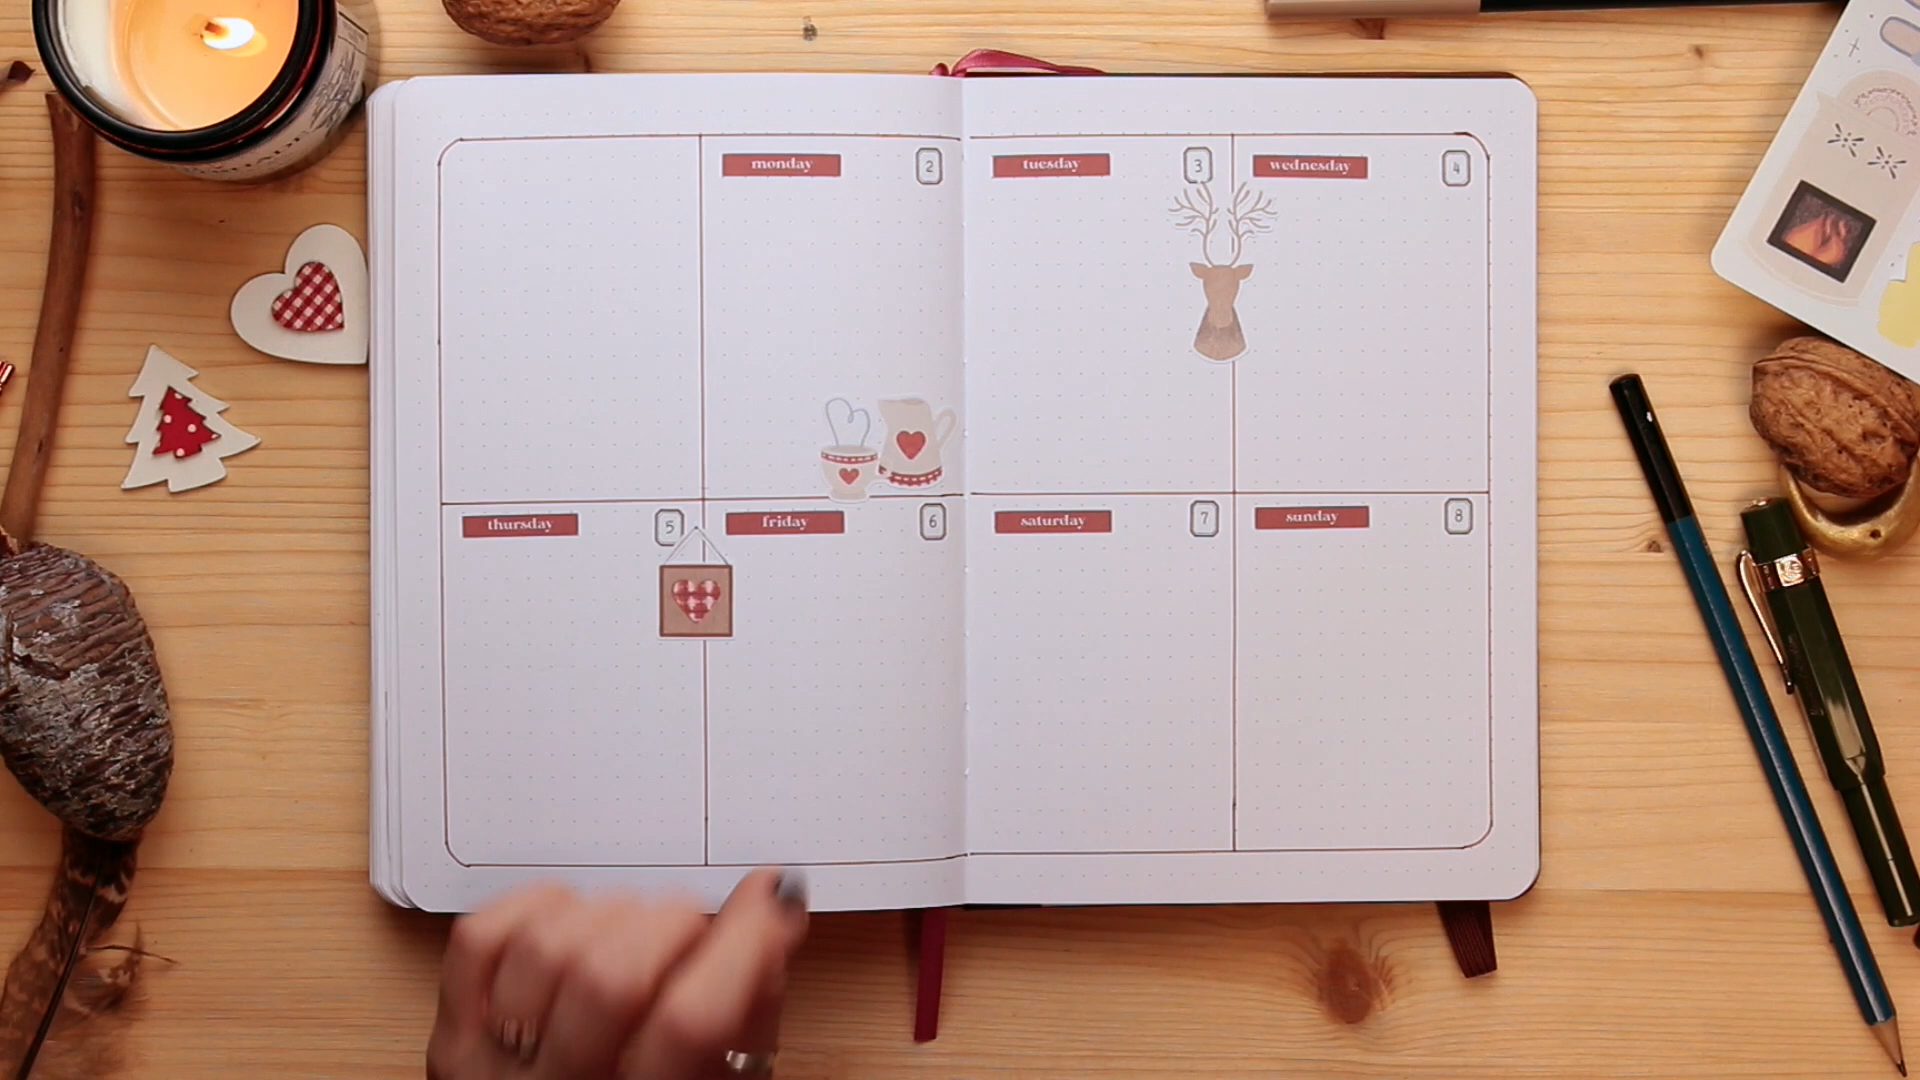 monday 2
tuesday 3
wednesday 4
thursday 5
friday 6
saturday 7
sunday 8